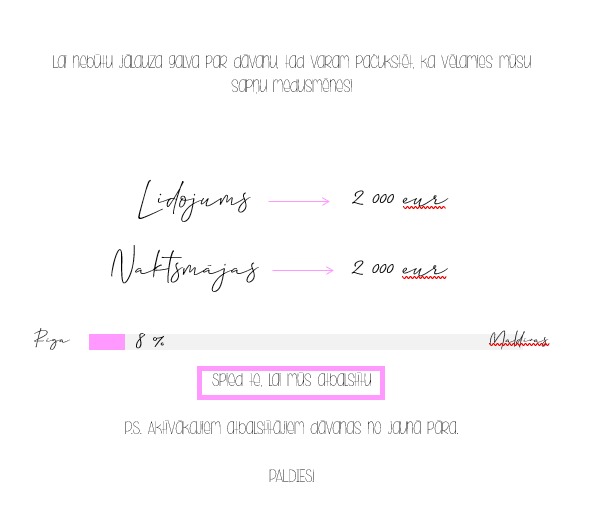 Lai nebūtu jālauza galva par dāvanu, tad varam pačukstēt, ka vēlamies mūsu
sapņu medusmēnesi
Lidojums 2 000 eur
Naktsmājas 2 000 eur
Rīga 8 % Maldivas
Spied te, lai mūs atbalstītu
P.S. Aktīvākajiem atbalstītājiem dāvanas no jaunā pāra.
PALDIES!